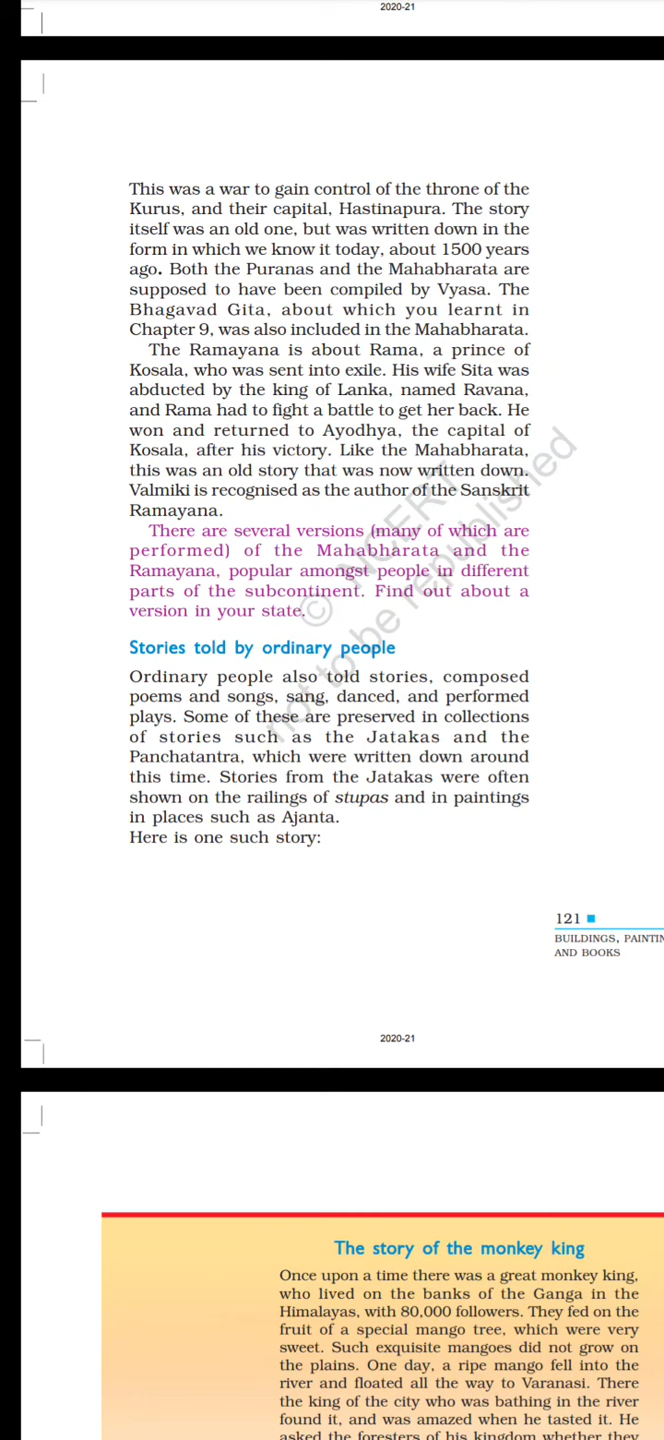 2020-21
This was a war to gain control of the throne of the
Kurus, and their capital, Hastinapura. The story
itself was an old one, but was written down in the
form in which we know it today, about 1500 years
ago. Both the Puranas and the Mahabharata are
supposed to have been compiled by Vyasa. The
Bhagavad Gita, about which you learnt in
Chapter 9, was also included in the Mahabharata.
The Ramayana is about Rama, a prince of
Kosala, who was sent into exile. His wife Sita was
abducted by the king of Lanka, named Ravana,
and Rama had to fight a battle to get her back. He
won and returned to Ayodhya, the capital of
Kosala, after his victory. Like the Mahabharata,
this was an old story that was now written down.
Valmiki is recognised as the author of the Sanskrit
Ramayana.
There are several versions (many of which are
performed) of the Mahabharata and the
Ramayana, popular amongst people in different
parts of the subcontinent. Find out about a
version in your state.
© NCERT
not to be republished
Stories told by ordinary people
Ordinary people also told stories, composed
poems and songs, sang, danced, and performed
plays. Some of these are preserved in collections
of stories such as the Jatakas and the
Panchatantra, which were written down around
this time. Stories from the Jatakas were often
shown on the railings of stupas and in paintings
in places such as Ajanta.
Here is one such story:
121
BUILDINGS, PAINTIN
AND BOOKS
2020-21
The story of the monkey king
Once upon a time there was a great monkey king,
who lived on the banks of the Ganga in the
Himalayas, with 80,000 followers. They fed on the
fruit of a special mango tree, which were very
sweet. Such exquisite mangoes did not grow on
the plains. One day, a ripe mango fell into the
river and floated all the way to Varanasi. There
the king of the city who was bathing in the river
found it, and was amazed when he tasted it. He
asked the foresters of his kingdom whether they